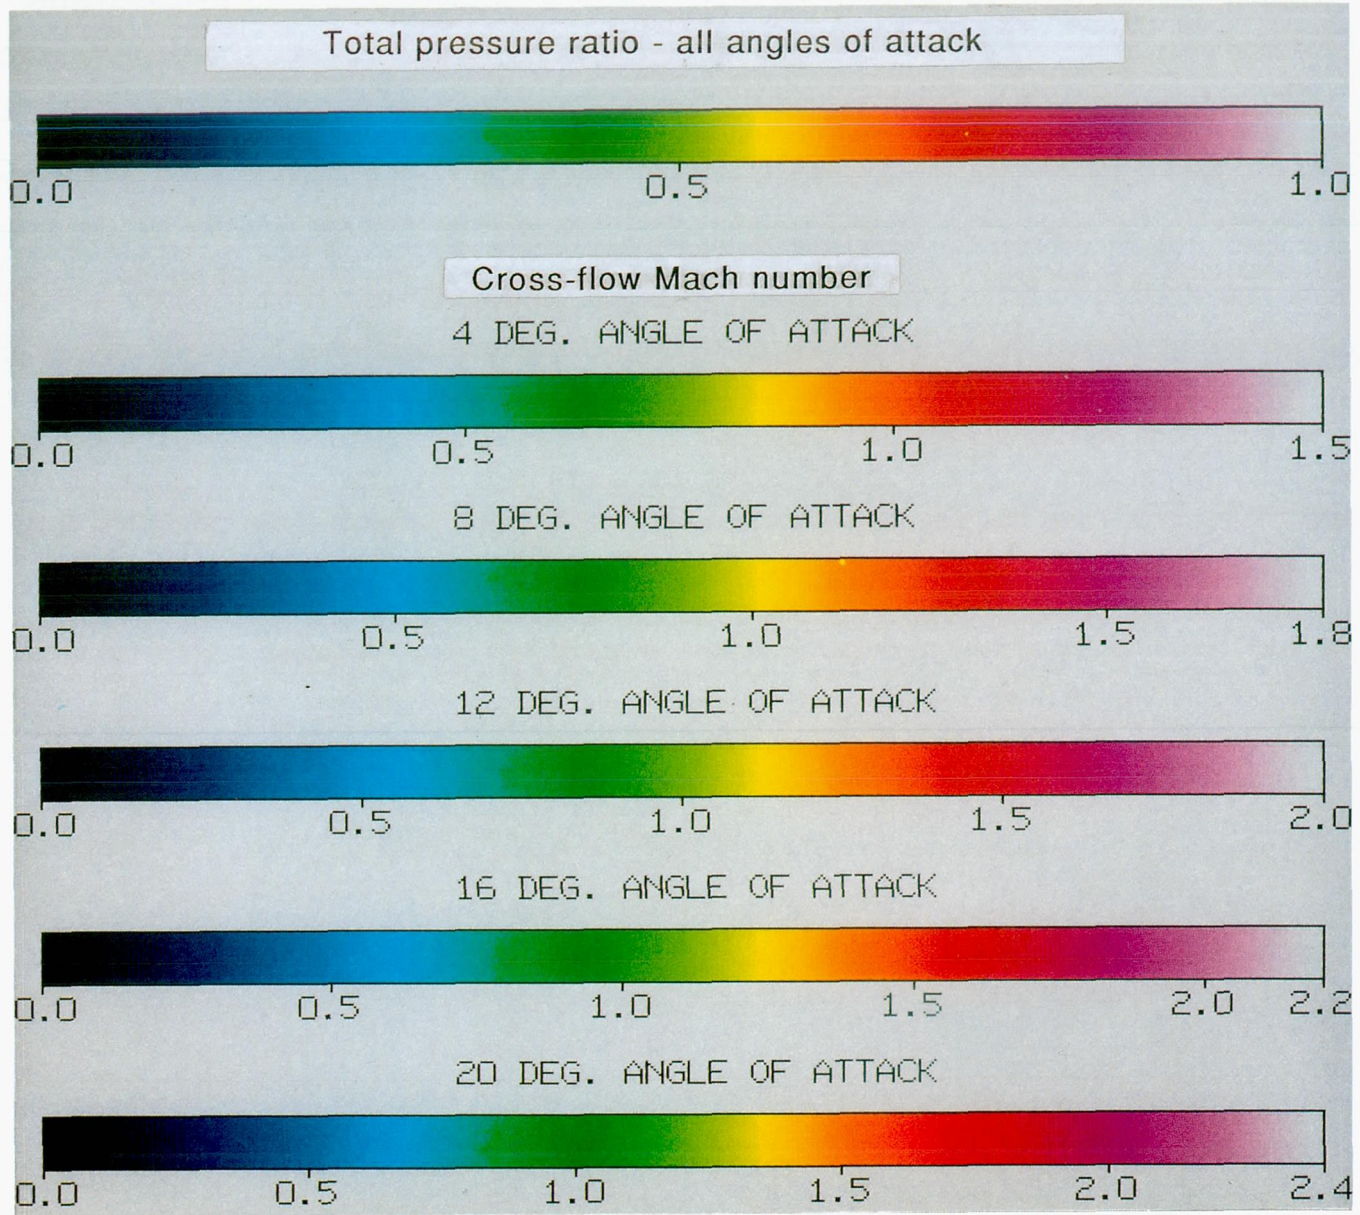 Total pressure ratio - all angles of attack
0.0 0.5 1.0
Cross-flow Mach number
4 DEG. ANGLE OF ATTACK
0.0 0.5 1.0 1.5
8 DEG. ANGLE OF ATTACK
0.0 0.5 1.0 1.5 1.8
12 DEG. ANGLE OF ATTACK
0.0 0.5 1.0 1.5 2.0
16 DEG. ANGLE OF ATTACK
0.0 0.5 1.0 1.5 2.0 2.2
20 DEG. ANGLE OF ATTACK
0.0 0.5 1.0 1.5 2.0 2.4